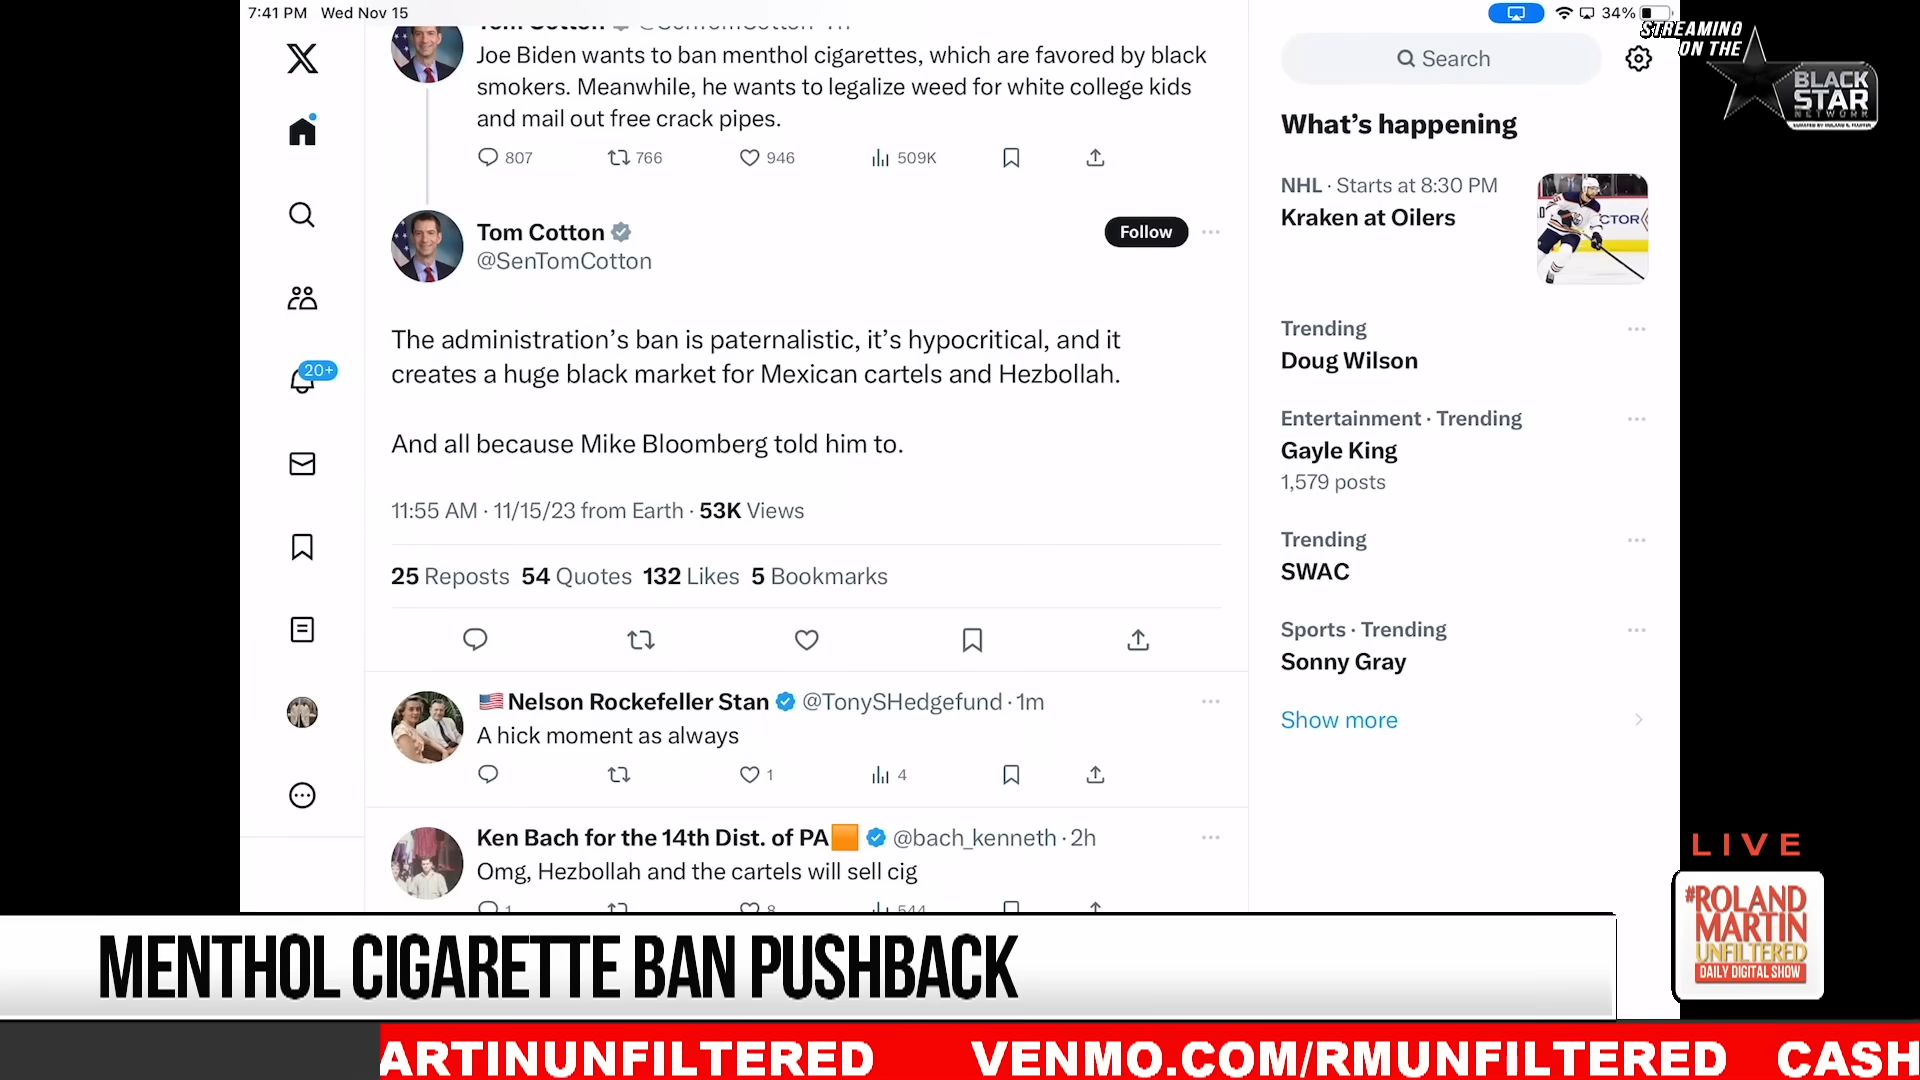 7:41 PM Wed Nov 15
34%
STREAMING
ON THE
BLACK
STAR
NETWORK
Joe Biden wants to ban menthol cigarettes, which are favored by black
smokers. Meanwhile, he wants to legalize weed for white college kids
and mail out free crack pipes.
807 766 946 509K
Tom Cotton
@SenTomCotton
Follow
The administration’s ban is paternalistic, it’s hypocritical, and it
creates a huge black market for Mexican cartels and Hezbollah.
And all because Mike Bloomberg told him to.
11:55 AM · 11/15/23 from Earth · 53K Views
25 Reposts 54 Quotes 132 Likes 5 Bookmarks
Nelson Rockefeller Stan @TonySHedgefund · 1m
A hick moment as always
1 4
Ken Bach for the 14th Dist. of PA @bach_kenneth · 2h
Omg, Hezbollah and the cartels will sell cig
20+
Search
What’s happening
NHL · Starts at 8:30 PM
Kraken at Oilers
Trending
Doug Wilson
Entertainment · Trending
Gayle King
1,579 posts
Trending
SWAC
Sports · Trending
Sonny Gray
Show more
LIVE
#ROLAND
MARTIN
UNFILTERED
DAILY DIGITAL SHOW
MENTHOL CIGARETTE BAN PUSHBACK
ARTINUNFILTERED VENMO.COM/RMUNFILTERED CASH